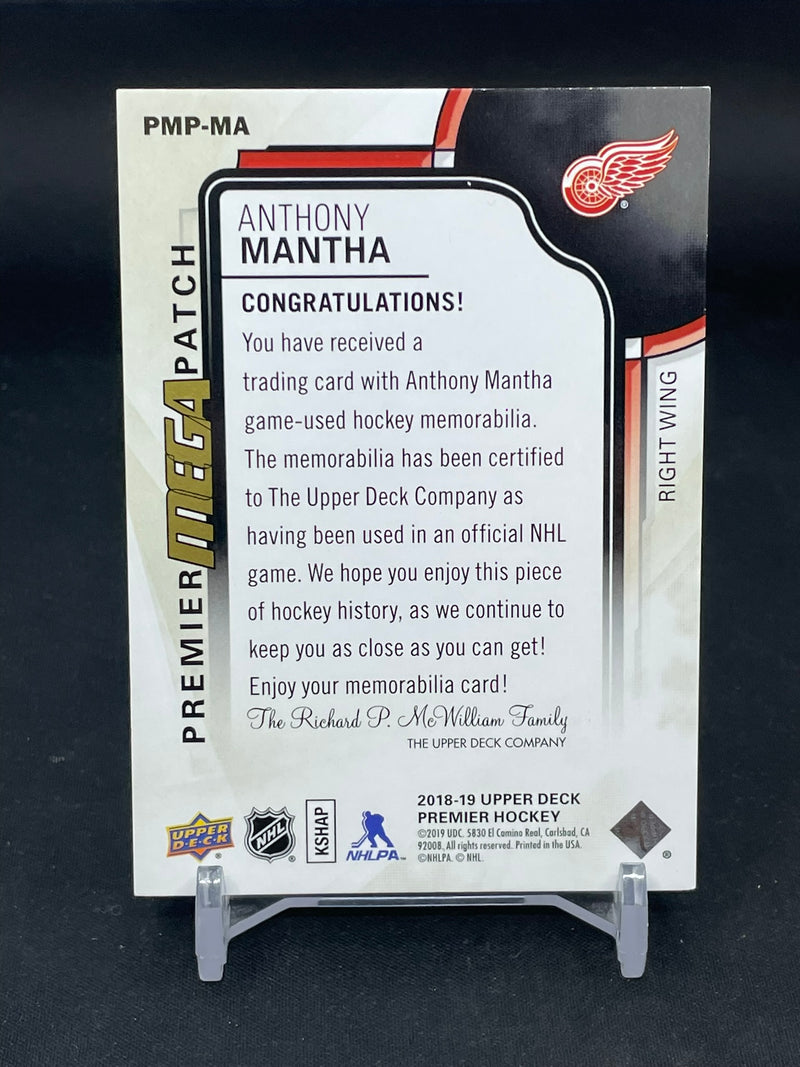 PMP-MA
PREMIER MEGA PATCH
ANTHONY
MANTHA
CONGRATULATIONS!
You have received a
trading card with Anthony Mantha
game-used hockey memorabilia.
The memorabilia has been certified
to The Upper Deck Company as
having been used in an official NHL
game. We hope you enjoy this piece
of hockey history, as we continue to
keep you as close as you can get!
Enjoy your memorabilia card!
The Richard P. McWilliam Family
THE UPPER DECK COMPANY
RIGHT WING
UPPER
D·E·C·K
NHL
KSHAP
NHLPA
2018-19 UPPER DECK
PREMIER HOCKEY
©2019 UDC. 5830 El Camino Real, Carlsbad, CA
92008. All rights reserved. Printed in the USA.
©NHLPA. © NHL.